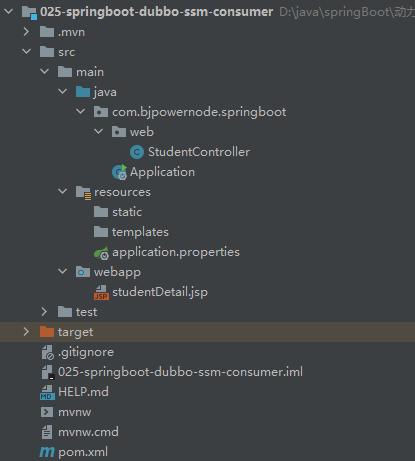 025-springboot-dubbo-ssm-consumer D:\java\springBoot\动力
.mvn
src
main
java
com.bjpowernode.springboot
web
StudentController
Application
resources
static
templates
application.properties
webapp
studentDetail.jsp
test
target
.gitignore
025-springboot-dubbo-ssm-consumer.iml
HELP.md
mvnw
mvnw.cmd
pom.xml